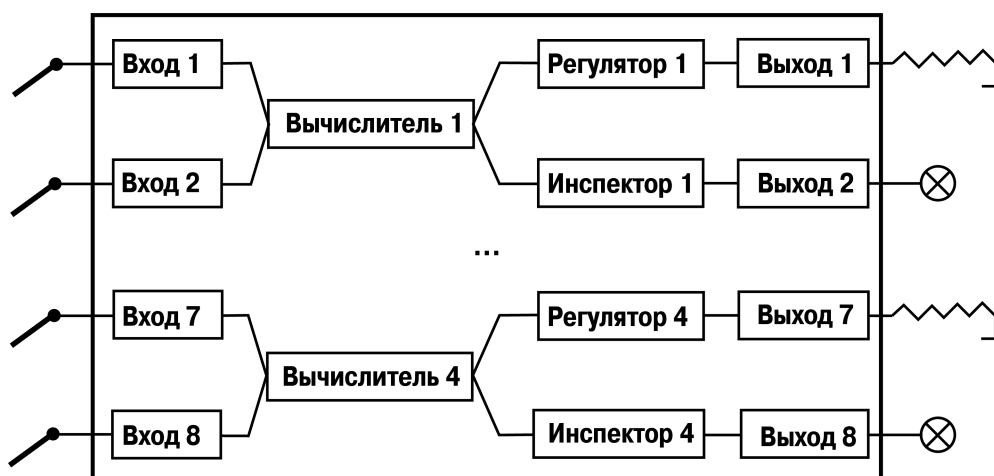 Вход 1
Регулятор 1
Выход 1
Вычислитель 1
Вход 2
Инспектор 1
Выход 2
...
Вход 7
Регулятор 4
Выход 7
Вычислитель 4
Вход 8
Инспектор 4
Выход 8